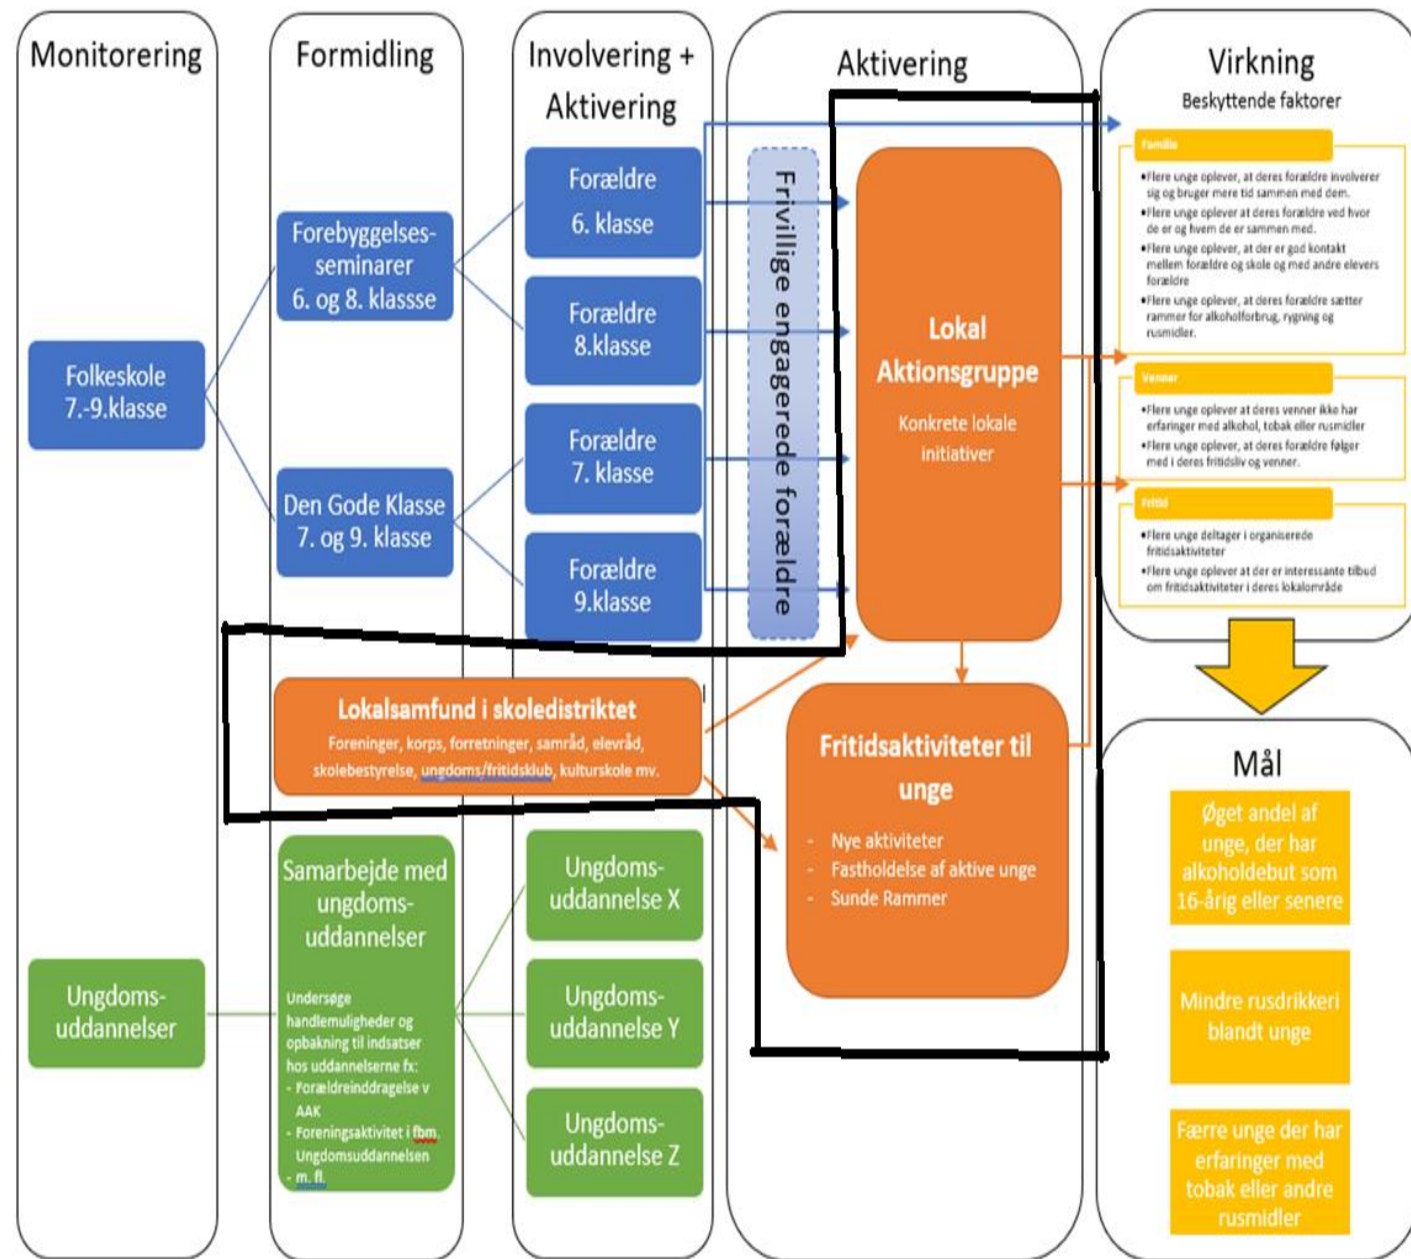 Monitorering
Folkeskole
7.-9.klasse
Ungdoms-
uddannelser
Formidling
Forebyggelses-
seminarer
6. og 8. klassse
Den Gode Klasse
7. og 9. klasse
Lokalsamfund i skoledistriktet
Foreninger, korps, forretninger, samråd, elevråd,
skolebestyrelse, ungdoms/fritidsklub, kulturskole mv.
Samarbejde med
ungdoms-
uddannelser
Undersøge
handlemuligheder og
opbakning til indsatser
hos uddannelserne fx:
- Forældreinddragelse v
AAK
- Foreningsaktivitet i fbm.
Ungdomsuddannelsen
- m. fl.
Involvering +
Aktivering
Forældre
6. klasse
Forældre
8.klasse
Forældre
7. klasse
Forældre
9.klasse
Ungdoms-
uddannelse X
Ungdoms-
uddannelse Y
Ungdoms-
uddannelse Z
Aktivering
Frivillige engagerede forældre
Lokal
Aktionsgruppe
Konkrete lokale
initiativer
Fritidsaktiviteter til
unge
- Nye aktiviteter
- Fastholdelse af aktive unge
- Sunde Rammer
Virkning
Beskyttende faktorer
Familie
•Flere unge oplever, at deres forældre involverer
sig og bruger mere tid sammen med dem.
•Flere unge oplever at deres forældre ved hvor
de er og hvem de er sammen med.
•Flere unge oplever, at der er god kontakt
mellem forældre og skole og med andre elevers
forældre
•Flere unge oplever, at deres forældre sætter
rammer for alkoholforbrug, rygning og
rusmidler.
Venner
•Flere unge oplever at deres venner ikke har
erfaringer med alkohol, tobak eller rusmidler
•Flere unge oplever, at deres forældre følger
med i deres fritidsliv og venner.
Fritid
•Flere unge deltager i organiserede
fritidsaktiviteter
•Flere unge oplever at der er interessante tilbud
om fritidsaktiviteter i deres lokalområde
Mål
Øget andel af
unge, der har
alkoholdebut som
16-årig eller senere
Mindre rusdrikkeri
blandt unge
Færre unge der har
erfaringer med
tobak eller andre
rusmidler